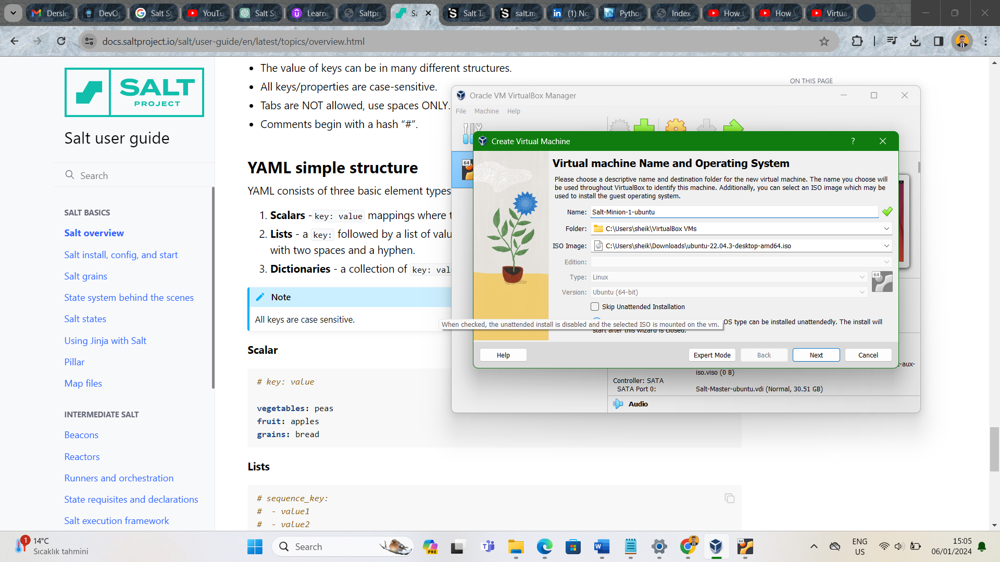 Dersle
DevO
Salt S
YouTu
Salt S
Learni
Saltpr
Sa
Salt Ta
salt.m
(1) No
Pytho
Index
How t
How
Virtua
docs.saltproject.io/salt/user-guide/en/latest/topics/overview.html
SALT
PROJECT
Salt user guide
Search
SALT BASICS
Salt overview
Salt install, config, and start
Salt grains
State system behind the scenes
Salt states
Using Jinja with Salt
Pillar
Map files
INTERMEDIATE SALT
Beacons
Reactors
Runners and orchestration
State requisites and declarations
Salt execution framework
• The value of keys can be in many different structures.
• All keys/properties are case-sensitive.
• Tabs are NOT allowed, use spaces ONLY.
• Comments begin with a hash “#”.
YAML simple structure
YAML consists of three basic element types
1. Scalars - key: value mappings where t
2. Lists - a key: followed by a list of valu
with two spaces and a hyphen.
3. Dictionaries - a collection of key: val
Note
All keys are case sensitive.
Scalar
# key: value
vegetables: peas
fruit: apples
grains: bread
Lists
# sequence_key:
#  - value1
#  - value2
ON THIS PAGE
Oracle VM VirtualBox Manager
File Machine Help
64
Create Virtual Machine
?
Virtual machine Name and Operating System
Please choose a descriptive name and destination folder for the new virtual machine. The name you choose will
be used throughout VirtualBox to identify this machine. Additionally, you can select an ISO image which may be
used to install the guest operating system.
Name: Salt-Minion-1-ubuntu
Folder: C:\Users\sheik\VirtualBox VMs
ISO Image: C:\Users\sheik\Downloads\ubuntu-22.04.3-desktop-amd64.iso
Edition:
Type: Linux
64
Version: Ubuntu (64-bit)
Skip Unattended Installation
OS type can be installed unattendedly. The install will
When checked, the unattended install is disabled and the selected ISO is mounted on the vm.
start after this wizard is closed.
Help
Expert Mode
Back
Next
Cancel
-aux-
iso.viso (0 B)
Controller: SATA
SATA Port 0: Salt-Master-ubuntu.vdi (Normal, 30.51 GB)
Audio
1
14°C
Sıcaklık tahmini
Search
PRE
64
ENG
US
15:05
06/01/2024